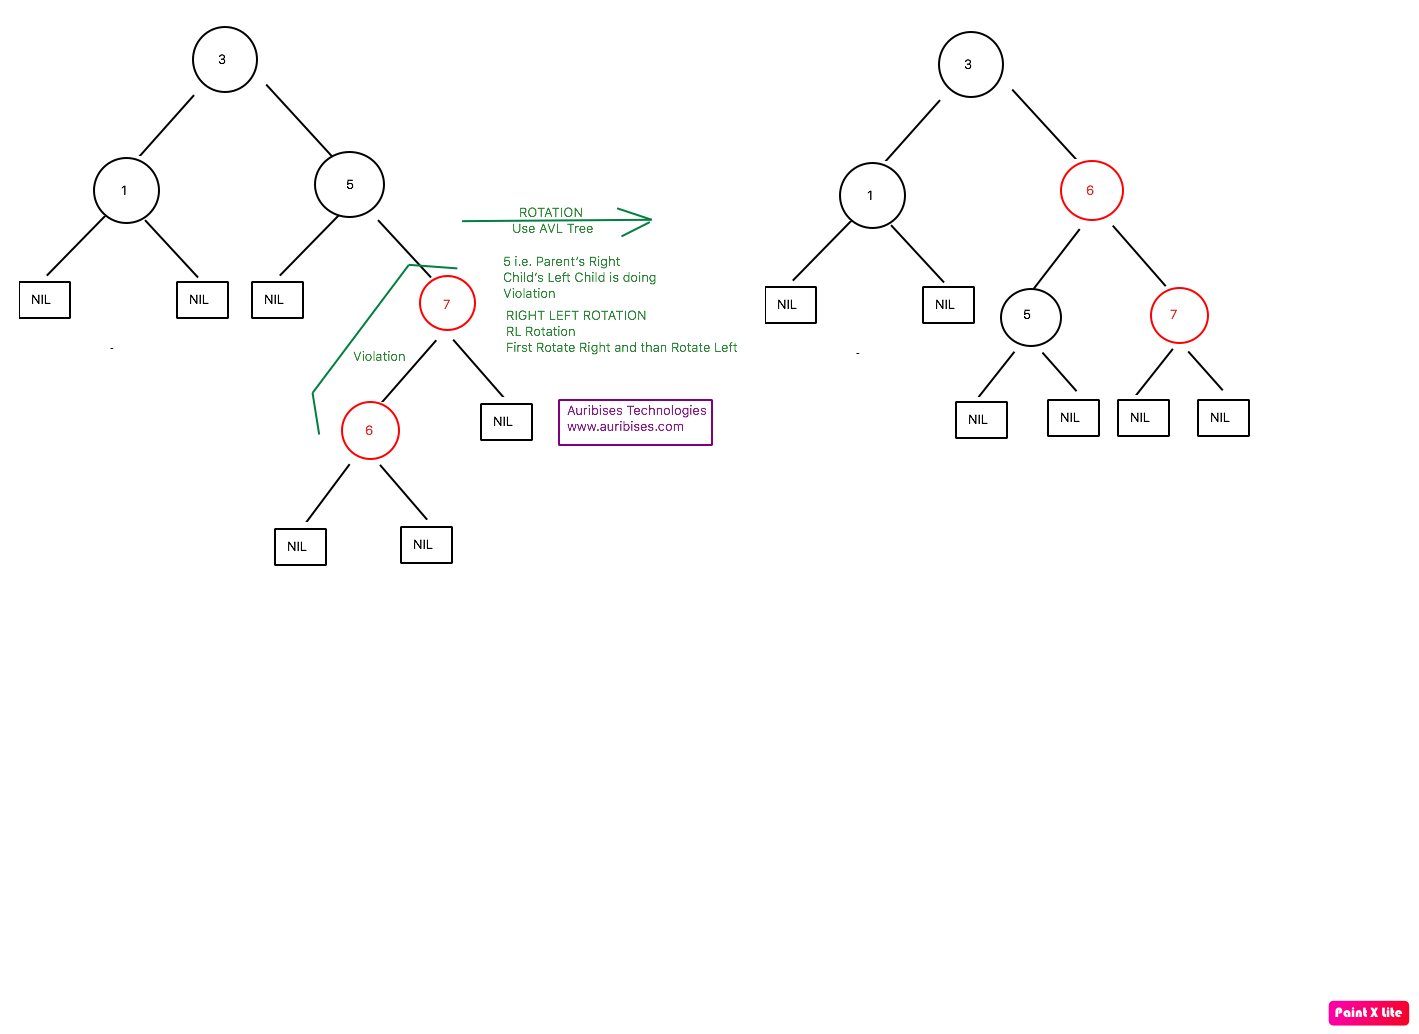 3
1
5
NIL
NIL
NIL
7
6
NIL
NIL
NIL
Violation
ROTATION
Use AVL Tree
5 i.e. Parent's Right
Child's Left Child is doing
Violation
RIGHT LEFT ROTATION
RL Rotation
First Rotate Right and than Rotate Left
Auribises Technologies
www.auribises.com
3
1
6
NIL
NIL
5
7
NIL
NIL
NIL
NIL
Paint X Lite